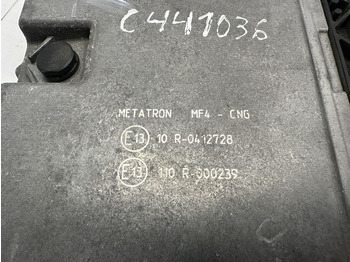 C441036
METATRON MF4 - CNG
E13 10 R-0412728
E13 110 R-000239